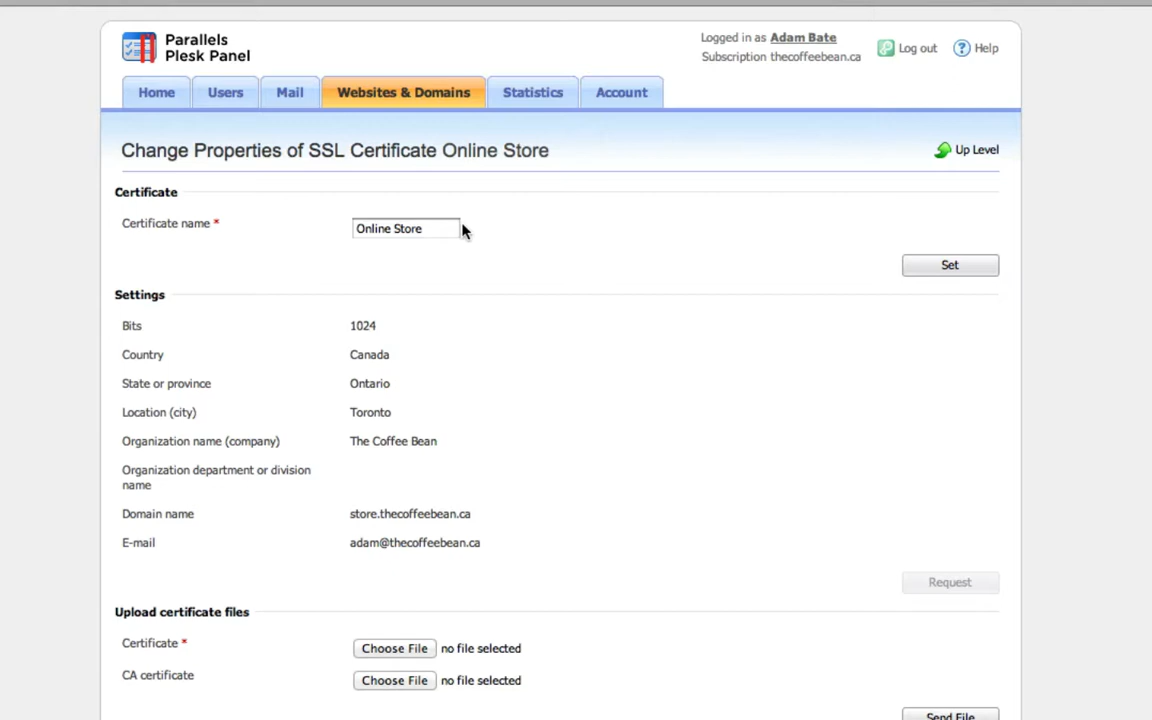 Parallels
Plesk Panel
Logged in as Adam Bate
Subscription thecoffeebean.ca
Log out
Help
Home
Users
Mail
Websites & Domains
Statistics
Account
Change Properties of SSL Certificate Online Store
Up Level
Certificate
Certificate name *
Online Store
Set
Settings
Bits 1024
Country Canada
State or province Ontario
Location (city) Toronto
Organization name (company) The Coffee Bean
Organization department or division
name
Domain name store.thecoffeebean.ca
E-mail adam@thecoffeebean.ca
Request
Upload certificate files
Certificate * Choose File no file selected
CA certificate Choose File no file selected
Send File